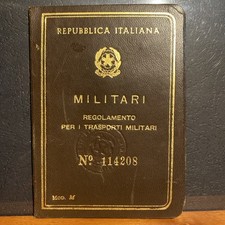 REPUBBLICA ITALIANA
MILITARI
REGOLAMENTO
PER I TRASPORTI MILITARI
Nº 114208
Mod. M